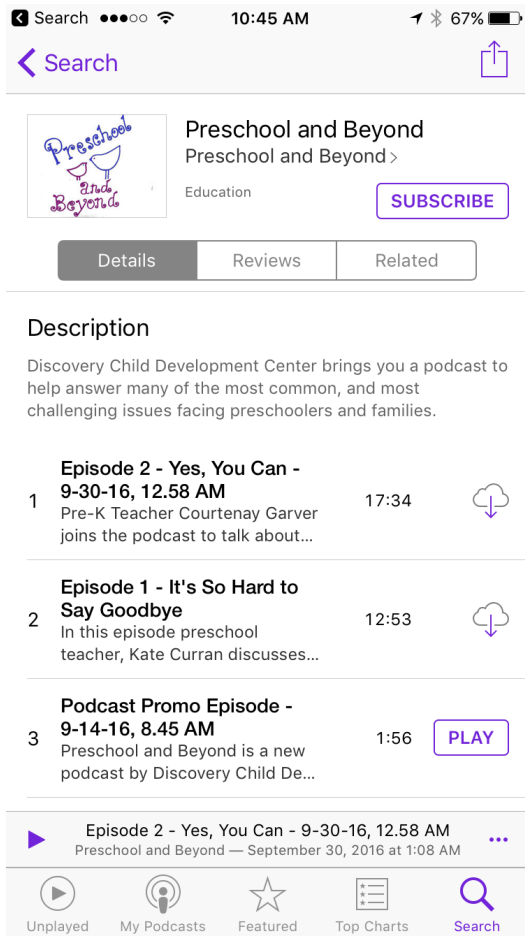 Search 10:45 AM 67%
Search
Preschool
and
Beyond
Preschool and Beyond
Preschool and Beyond
Education
SUBSCRIBE
Details Reviews Related
Description
Discovery Child Development Center brings you a podcast to
help answer many of the most common, and most
challenging issues facing preschoolers and families.
1
Episode 2 - Yes, You Can -
9-30-16, 12.58 AM
Pre-K Teacher Courtenay Garver
joins the podcast to talk about...
17:34
2
Episode 1 - It's So Hard to
Say Goodbye
In this episode preschool
teacher, Kate Curran discusses...
12:53
3
Podcast Promo Episode -
9-14-16, 8.45 AM
Preschool and Beyond is a new
podcast by Discovery Child De...
1:56
PLAY
Episode 2 - Yes, You Can - 9-30-16, 12.58 AM
Preschool and Beyond — September 30, 2016 at 1:08 AM
Unplayed My Podcasts Featured Top Charts Search